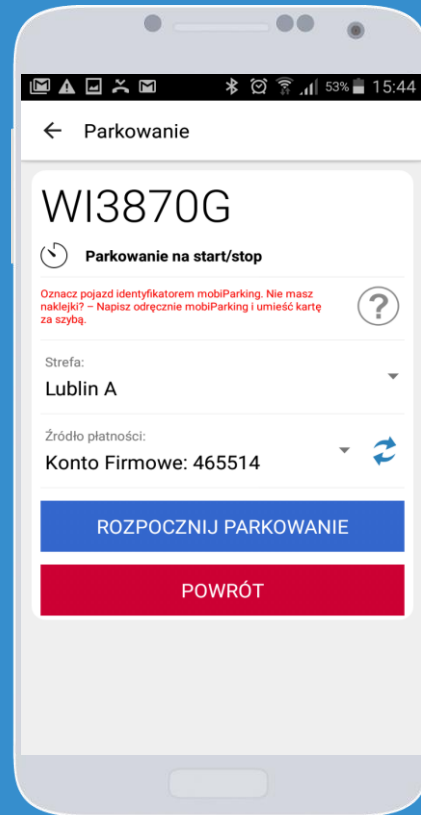 53% 15:44
Parkowanie
WI3870G
Parkowanie na start/stop
Oznacz pojazd identyfikatorem mobiParking. Nie masz
naklejki? – Napisz odręcznie mobiParking i umieść kartę
za szybą.
?
Strefa:
Lublin A
Źródło płatności:
Konto Firmowe: 465514
ROZPOCZNIJ PARKOWANIE
POWRÓT